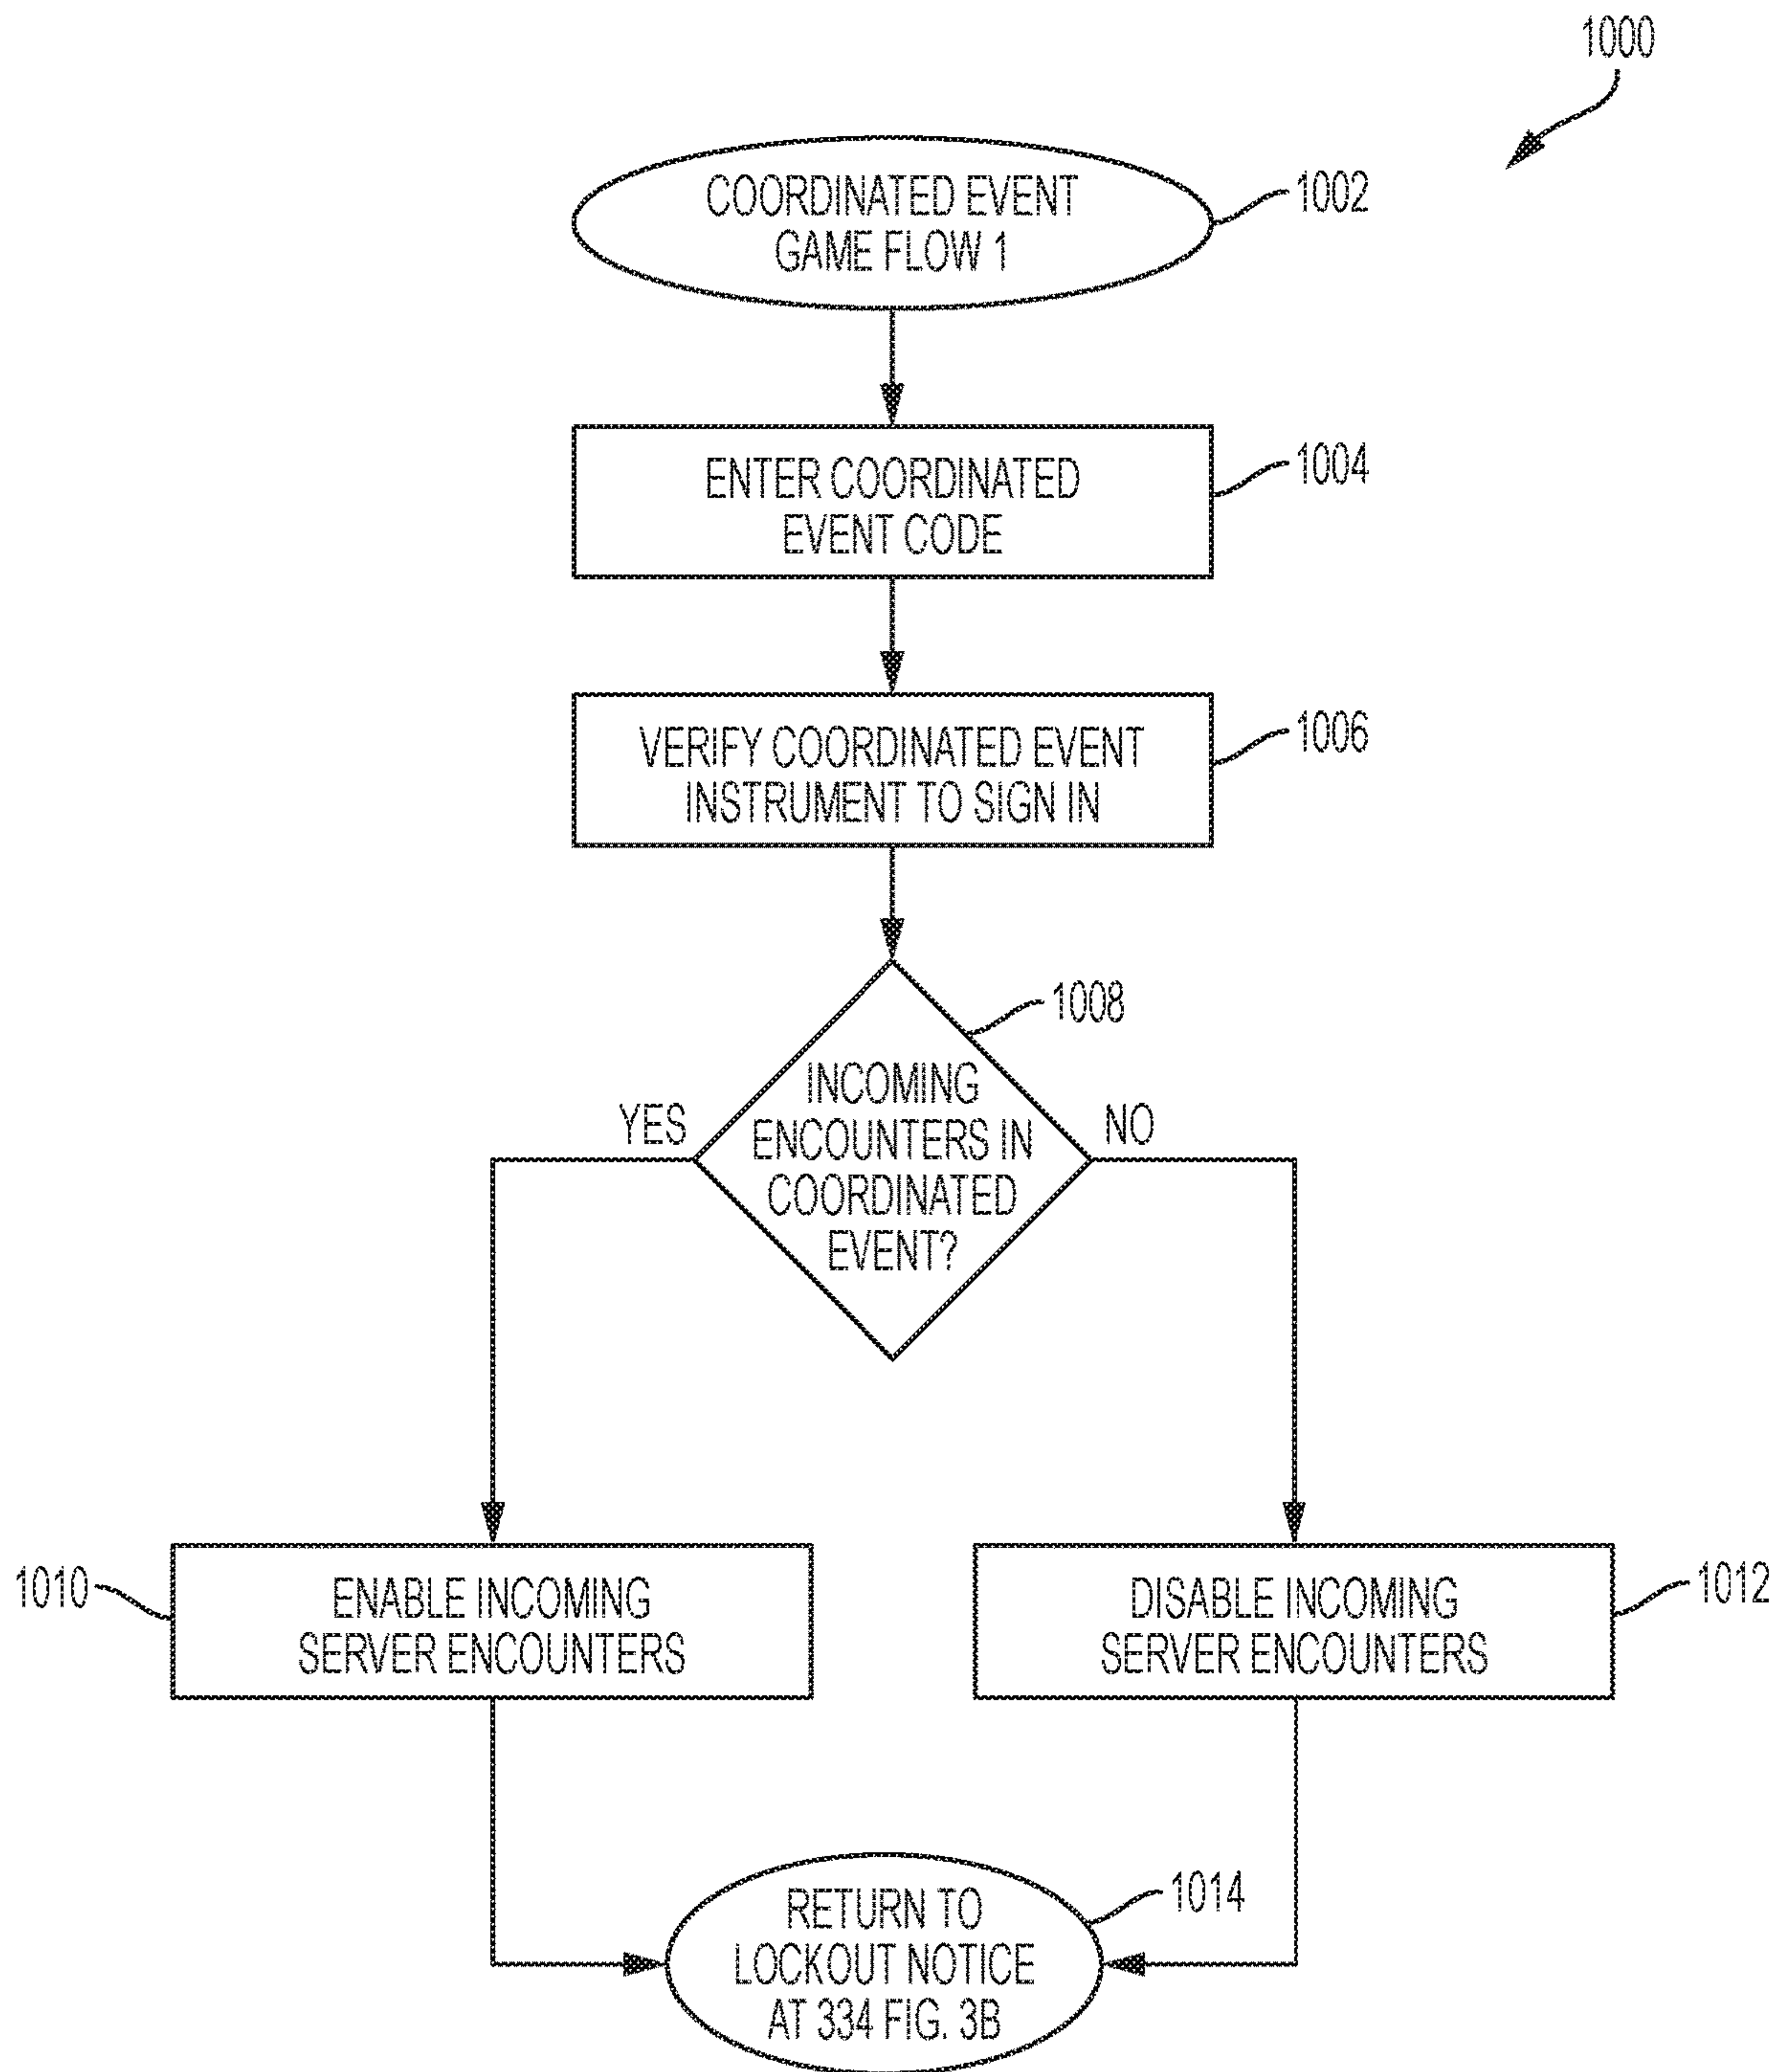 1000
COORDINATED EVENT
GAME FLOW 1
1002
ENTER COORDINATED
EVENT CODE
1004
VERIFY COORDINATED EVENT
INSTRUMENT TO SIGN IN
1006
1008
INCOMING
ENCOUNTERS IN
COORDINATED
EVENT?
YES
NO
1010
ENABLE INCOMING
SERVER ENCOUNTERS
DISABLE INCOMING
SERVER ENCOUNTERS
1012
RETURN TO
LOCKOUT NOTICE
AT 334 FIG. 3B
1014